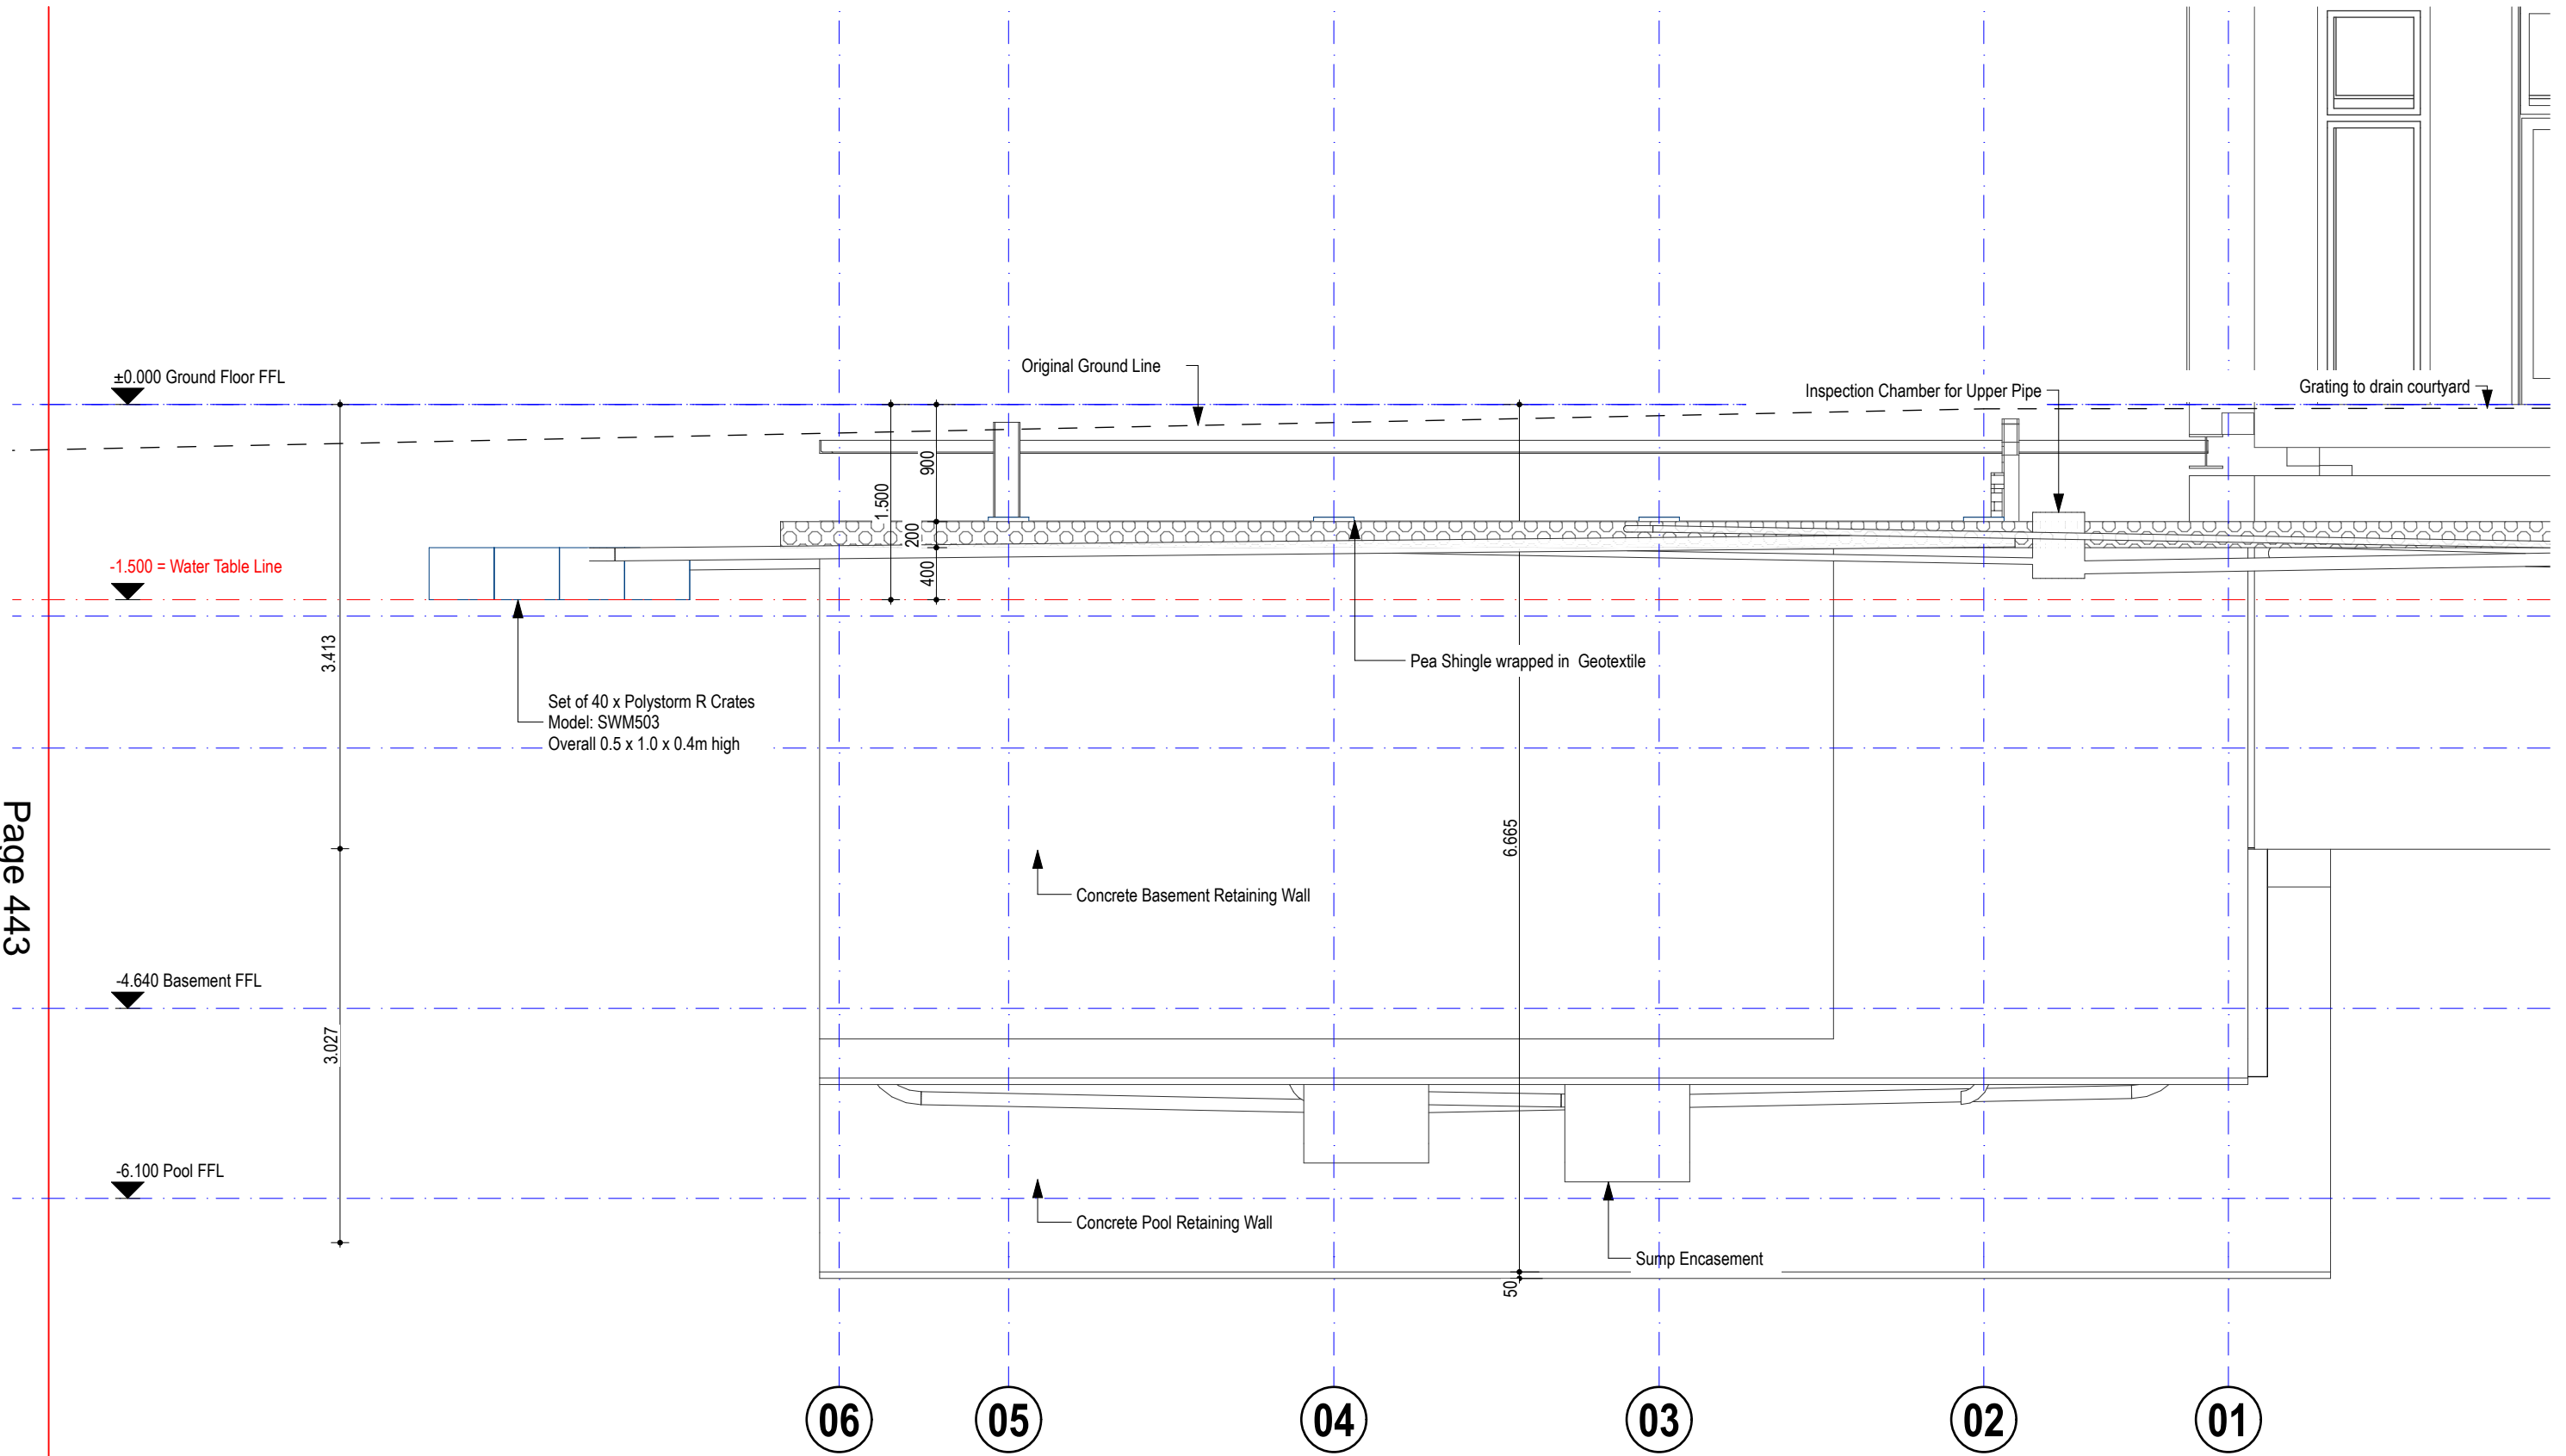 Original Ground Line
±0.000 Ground Floor FFL
Inspection Chamber for Upper Pipe
Grating to drain courtyard
900
1.500
200
400
-1.500 = Water Table Line
3.413
Pea Shingle wrapped in Geotextile
Set of 40 x Polystorm R Crates
Model: SWM503
Overall 0.5 x 1.0 x 0.4m high
6.665
Page 443
Concrete Basement Retaining Wall
-4.640 Basement FFL
3.027
-6.100 Pool FFL
Concrete Pool Retaining Wall
Sump Encasement
50
06
05
04
03
02
01